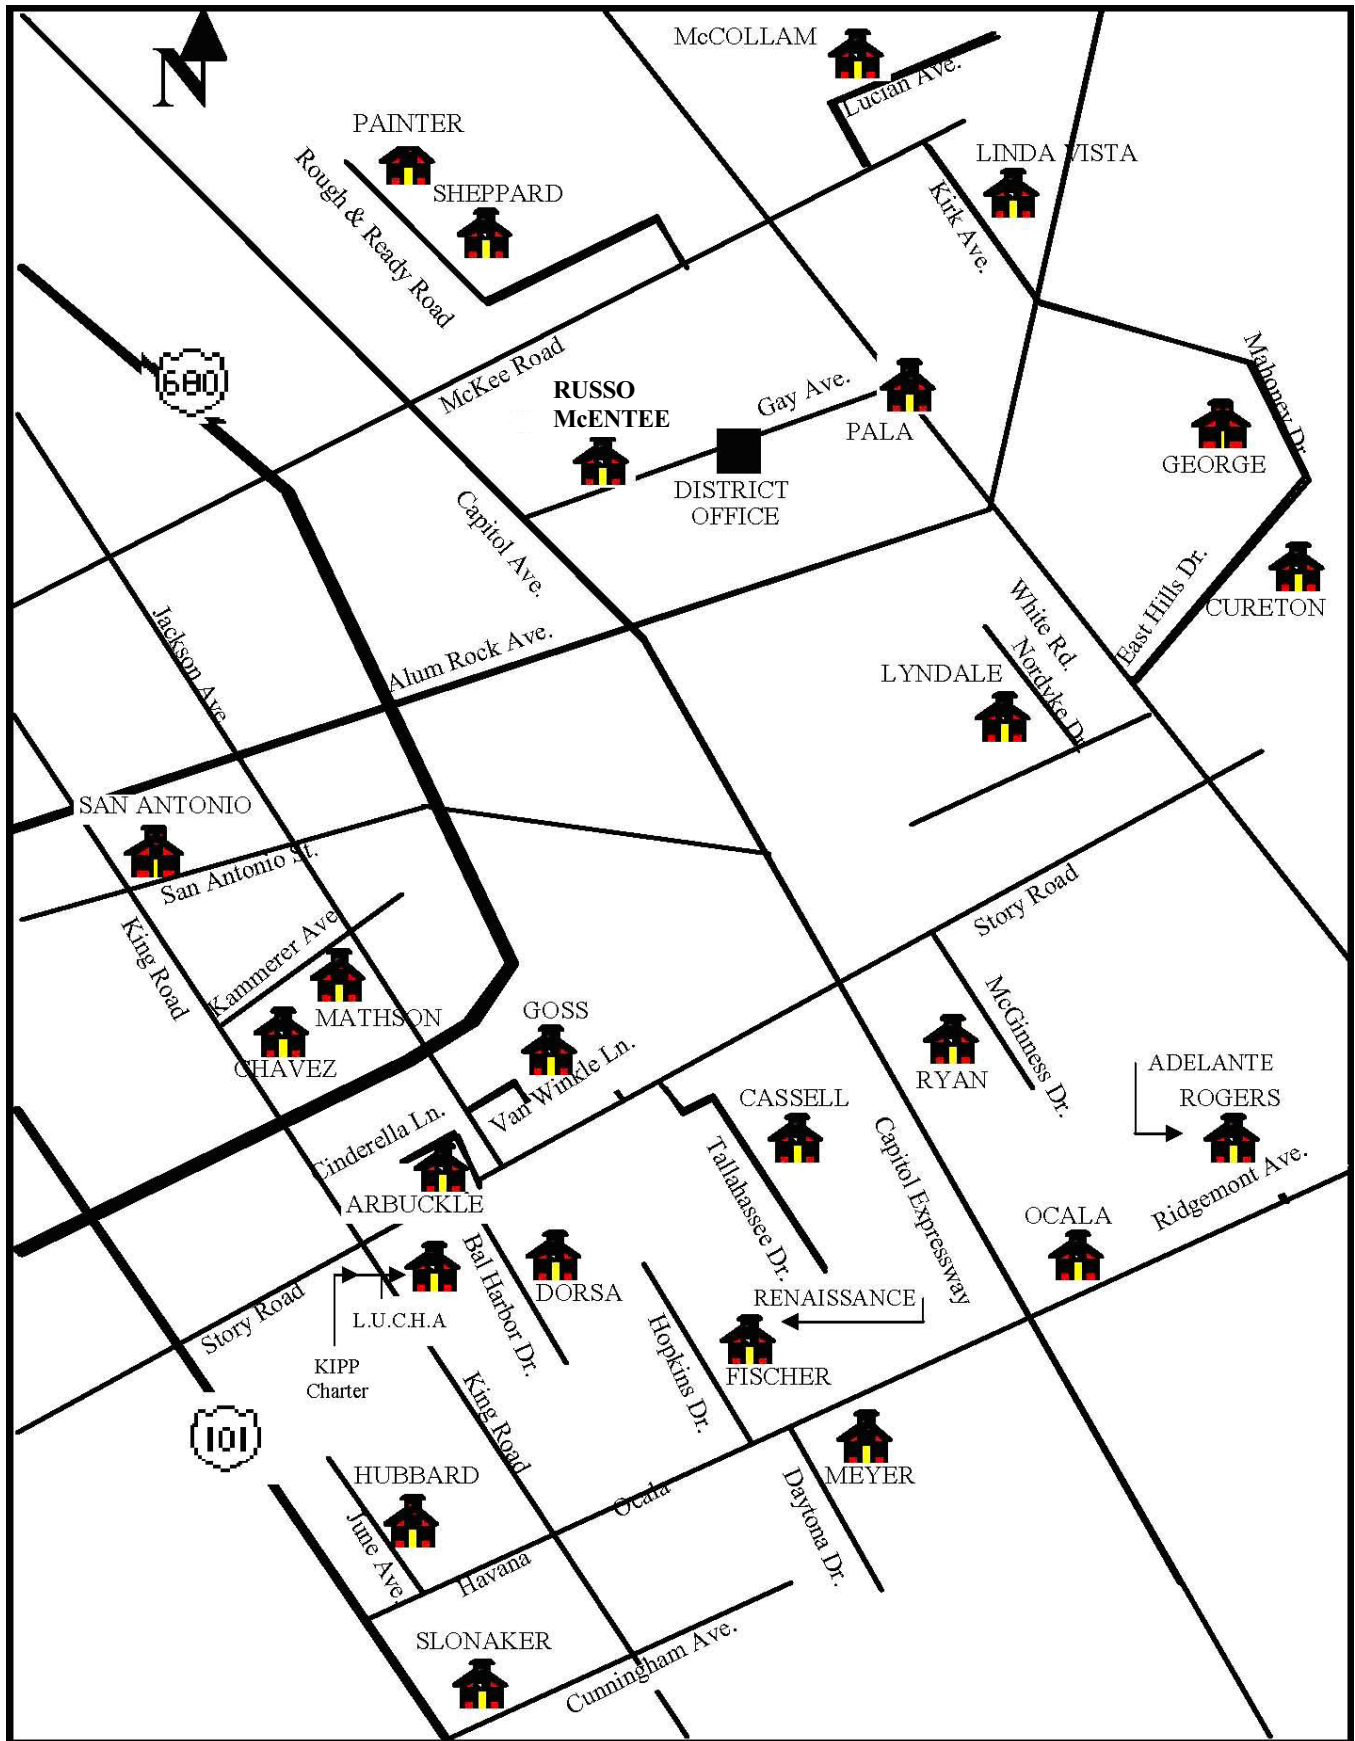 N
McCOLLAM
Lucian Ave.
PAINTER
SHEPPARD
Rough & Ready Road
LINDA VISTA
Kirk Ave.
680
McKee Road
RUSSO
McENTEE
Gay Ave.
PALA
Mahoney Dr.
GEORGE
DISTRICT
OFFICE
Capitol Ave.
CURETON
East Hills Dr.
White Rd.
Nordyke Dr.
LYNDALE
Jackson Ave
Alum Rock Ave.
SAN ANTONIO
San Antonio St.
King Road
Kammerer Ave
MATHSON
CHAVEZ
Story Road
McGinness Dr.
GOSS
Van Winkle Ln.
RYAN
ADELANTE
ROGERS
CASSELL
Cinderella Ln.
ARBUCKLE
Tallahassee Dr.
Capitol Expressway
Ridgemont Ave.
OCALA
Bal Harbor Dr.
DORSA
L.U.C.H.A
KIPP
Charter
Story Road
RENAISSANCE
FISCHER
Hopkins Dr.
King Road
101
HUBBARD
June Ave.
Havana
Ocala
MEYER
Daytona Dr.
SLONAKER
Cunningham Ave.